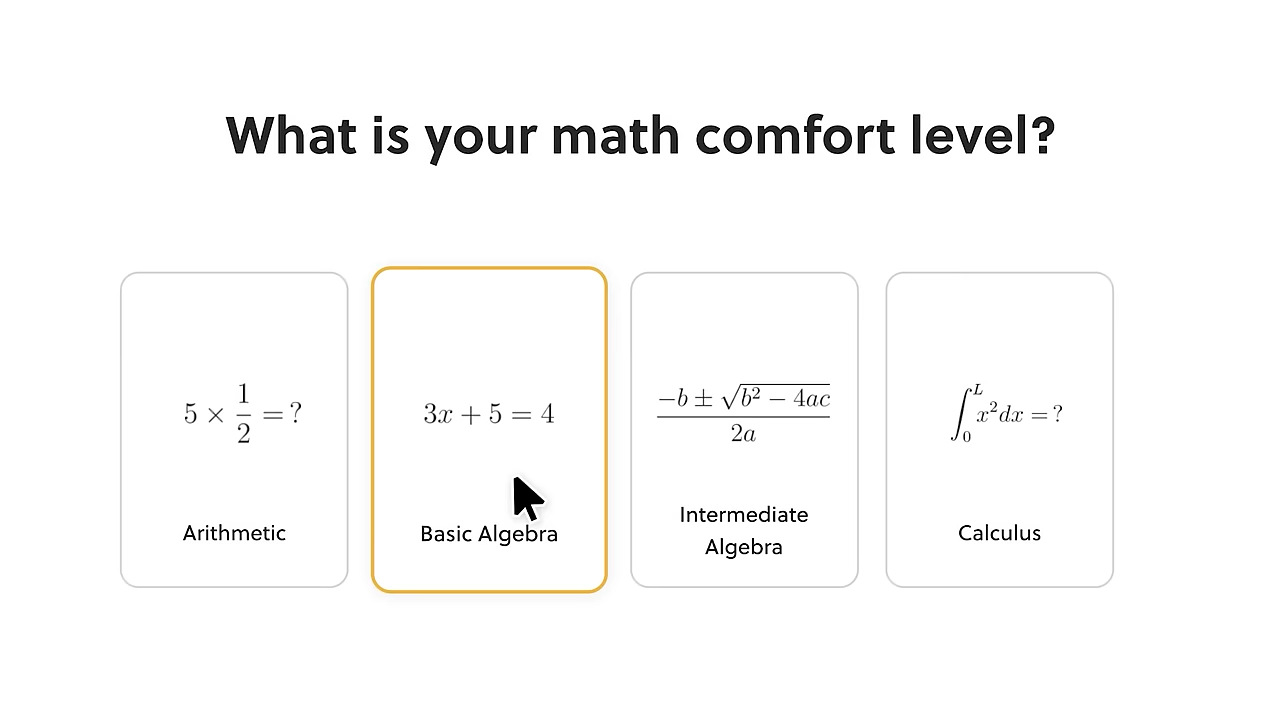 What is your math comfort level?
5 × 1/2 = ?
Arithmetic
3x + 5 = 4
Basic Algebra
−b ± √(b² − 4ac) / 2a
Intermediate
Algebra
∫₀ᴸ x²dx = ?
Calculus